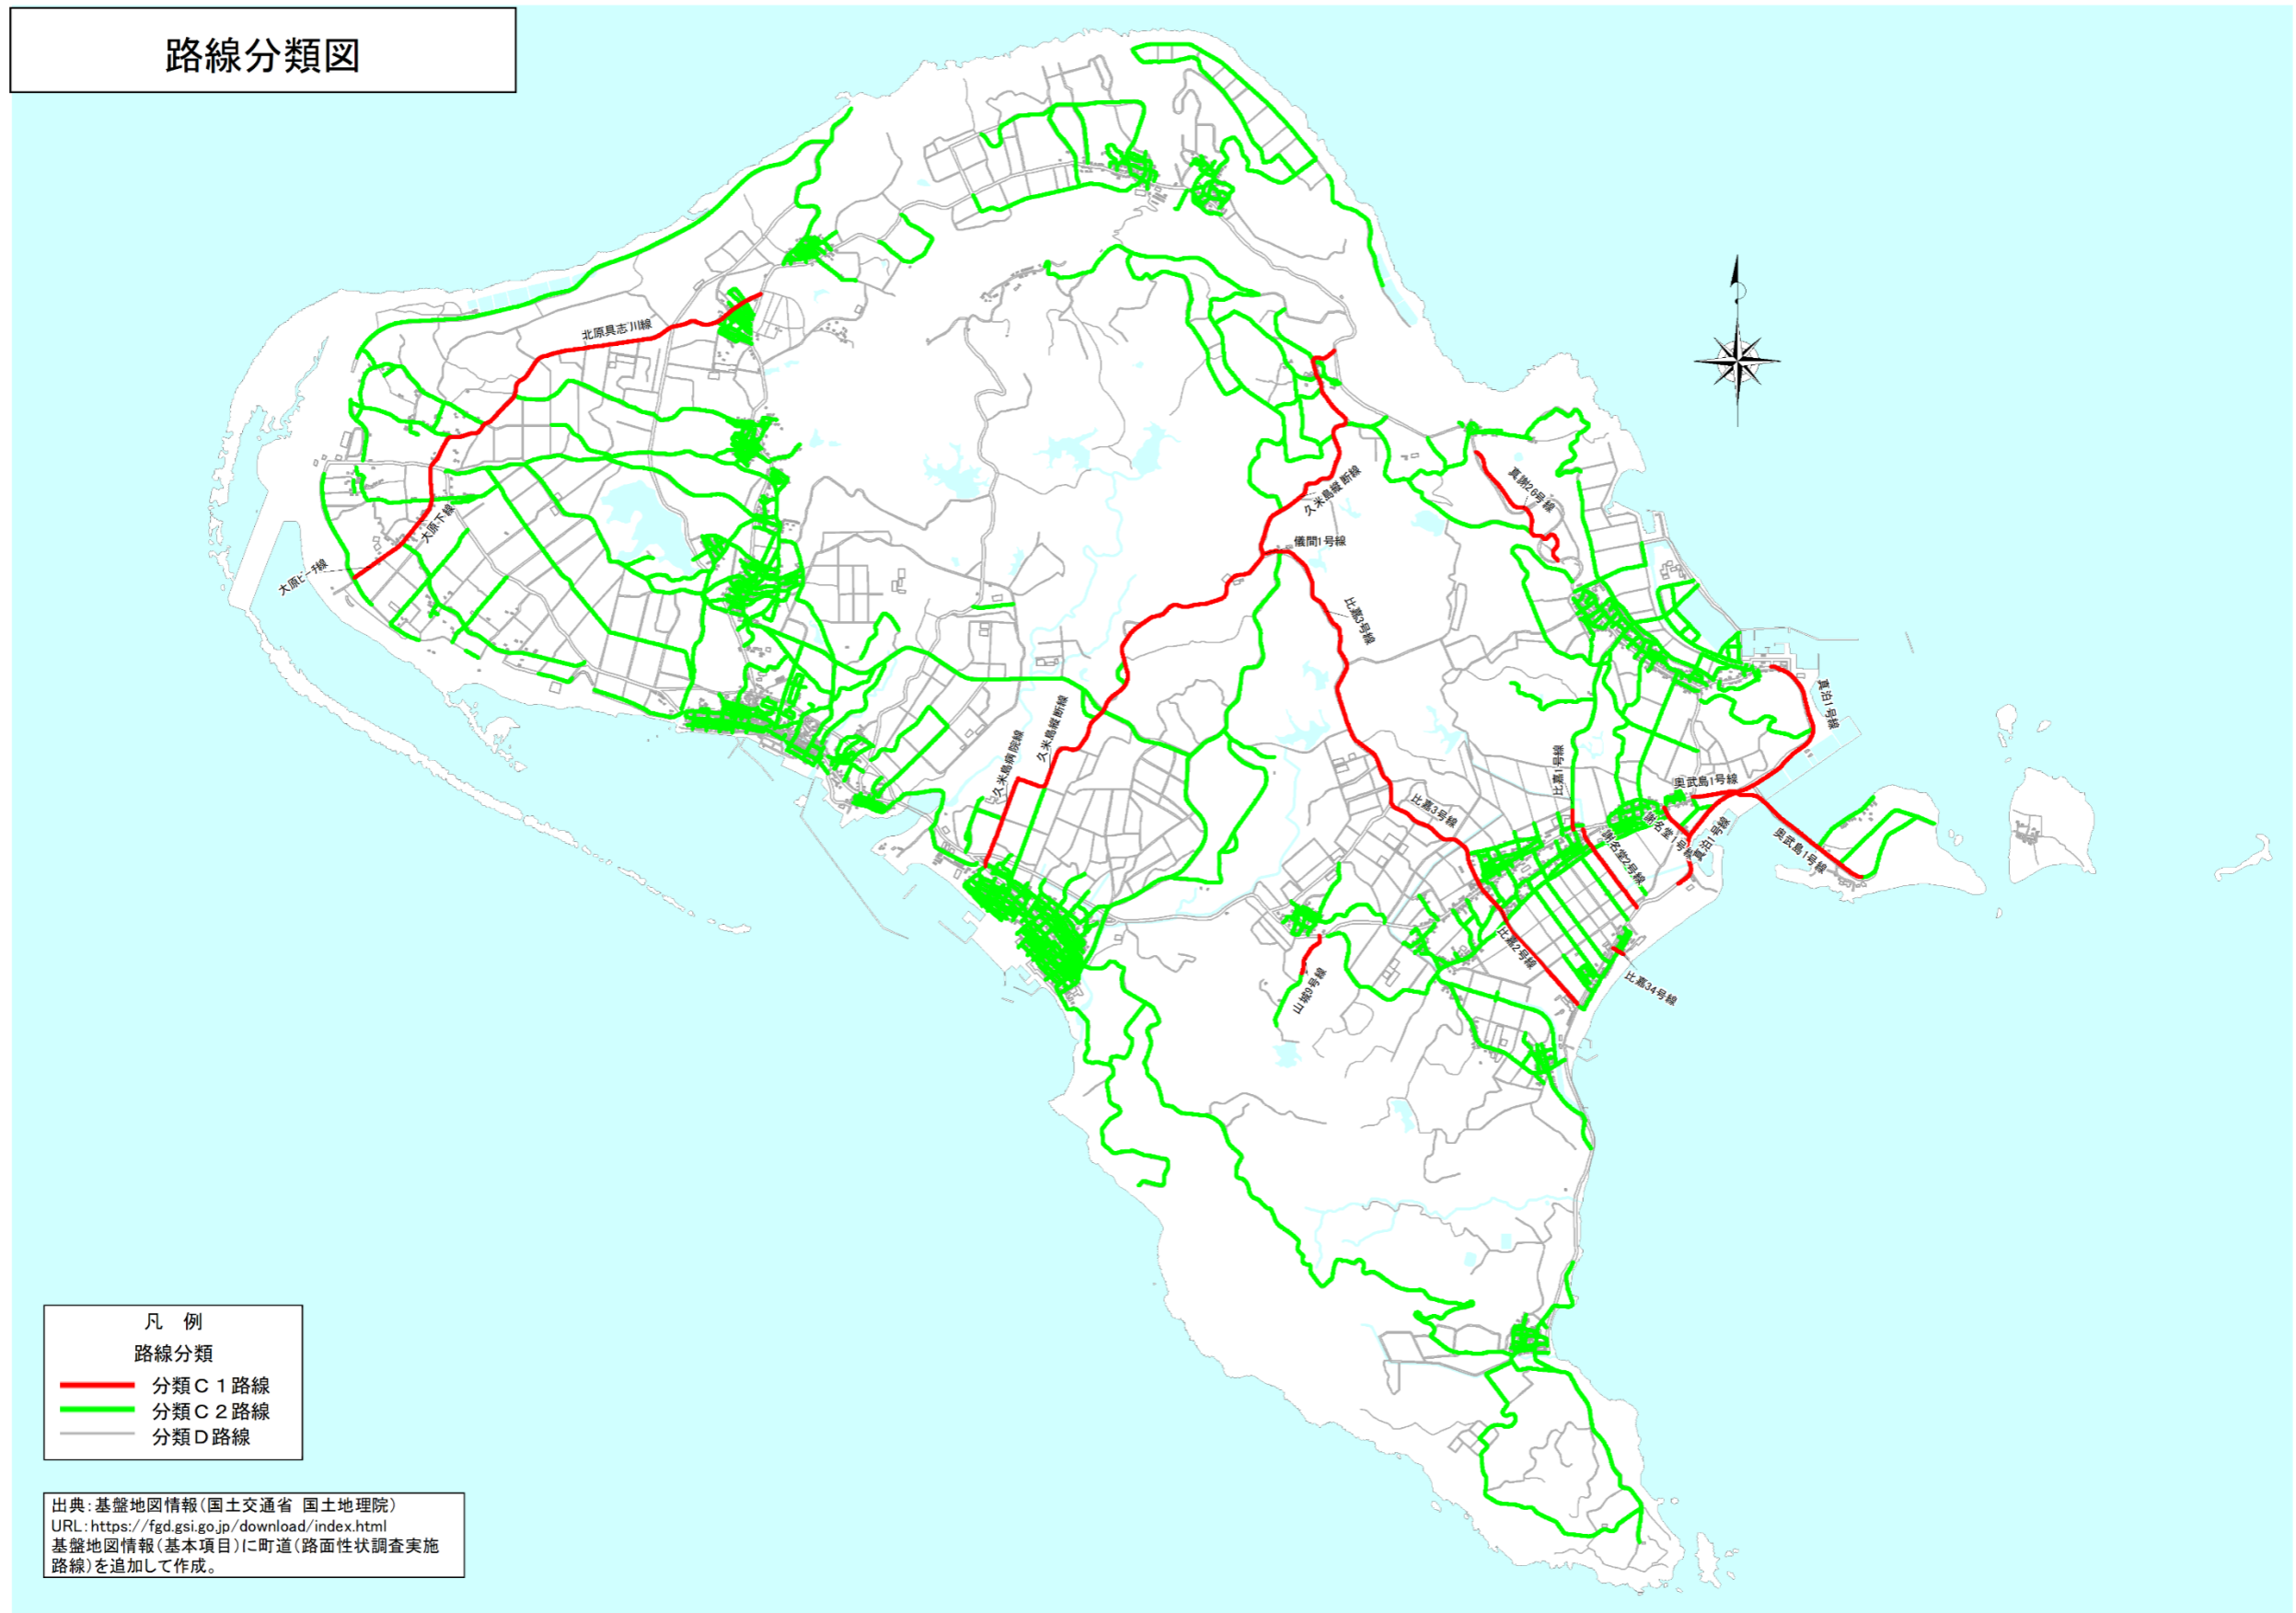 路線分類図
北原具志川線
大原下線
大原ビーチ線
久米島縦断線
儀間1号線
真謝26号線
比嘉3号線
真泊1号線
久米島縦断線
久米島病院線
比嘉1号線
奥武島1号線
比嘉3号線
謝名堂1号線
真泊1号線
奥武島1号線
謝名堂2号線
比嘉2号線
比嘉34号線
山城9号線
凡 例
路線分類
分類C1路線
分類C2路線
分類D路線
出典:基盤地図情報(国土交通省 国土地理院)
URL:https://fgd.gsi.go.jp/download/index.html
基盤地図情報(基本項目)に町道(路面性状調査実施
路線)を追加して作成。